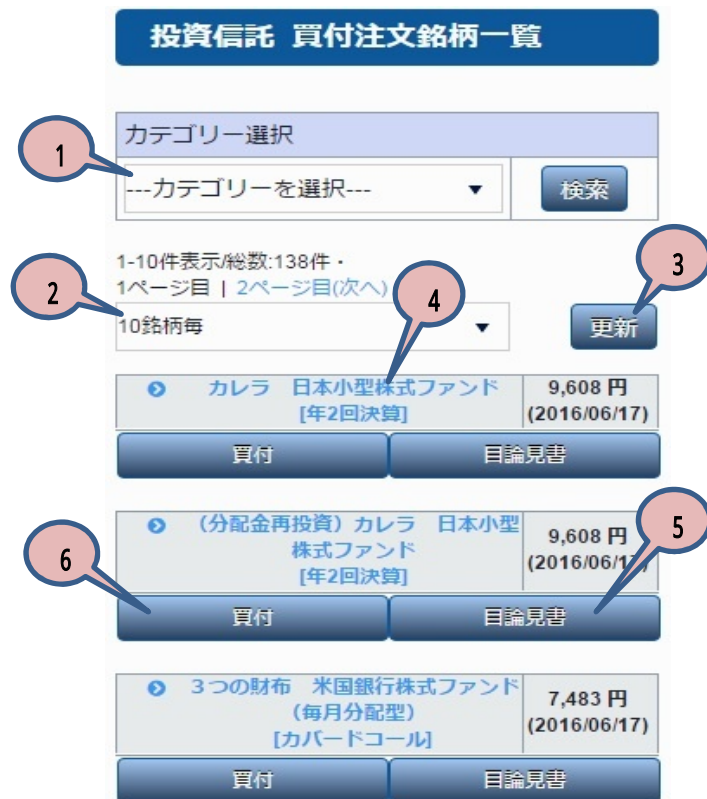 投資信託 買付注文銘柄一覧
カテゴリー選択
1
---カテゴリーを選択---
検索
1-10件表示/総数:138件・
1ページ目 | 2ページ目(次へ)
2
3
4
10銘柄毎
更新
カレラ 日本小型株式ファンド
[年2回決算]
9,608 円
(2016/06/17)
買付
目論見書
(分配金再投資)カレラ 日本小型
株式ファンド
[年2回決算]
9,608 円
(2016/06/17)
5
6
買付
目論見書
3つの財布 米国銀行株式ファンド
(毎月分配型)
[カバードコール]
7,483 円
(2016/06/17)
買付
目論見書